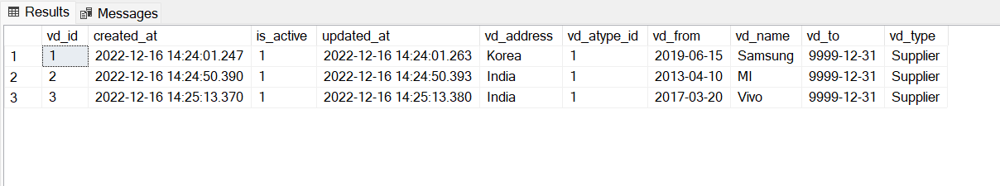 Results Messages
vd_id created_at is_active updated_at vd_address vd_atype_id vd_from vd_name vd_to vd_type
1 1 2022-12-16 14:24:01.247 1 2022-12-16 14:24:01.263 Korea 1 2019-06-15 Samsung 9999-12-31 Supplier
2 2 2022-12-16 14:24:50.390 1 2022-12-16 14:24:50.393 India 1 2013-04-10 MI 9999-12-31 Supplier
3 3 2022-12-16 14:25:13.370 1 2022-12-16 14:25:13.380 India 1 2017-03-20 Vivo 9999-12-31 Supplier